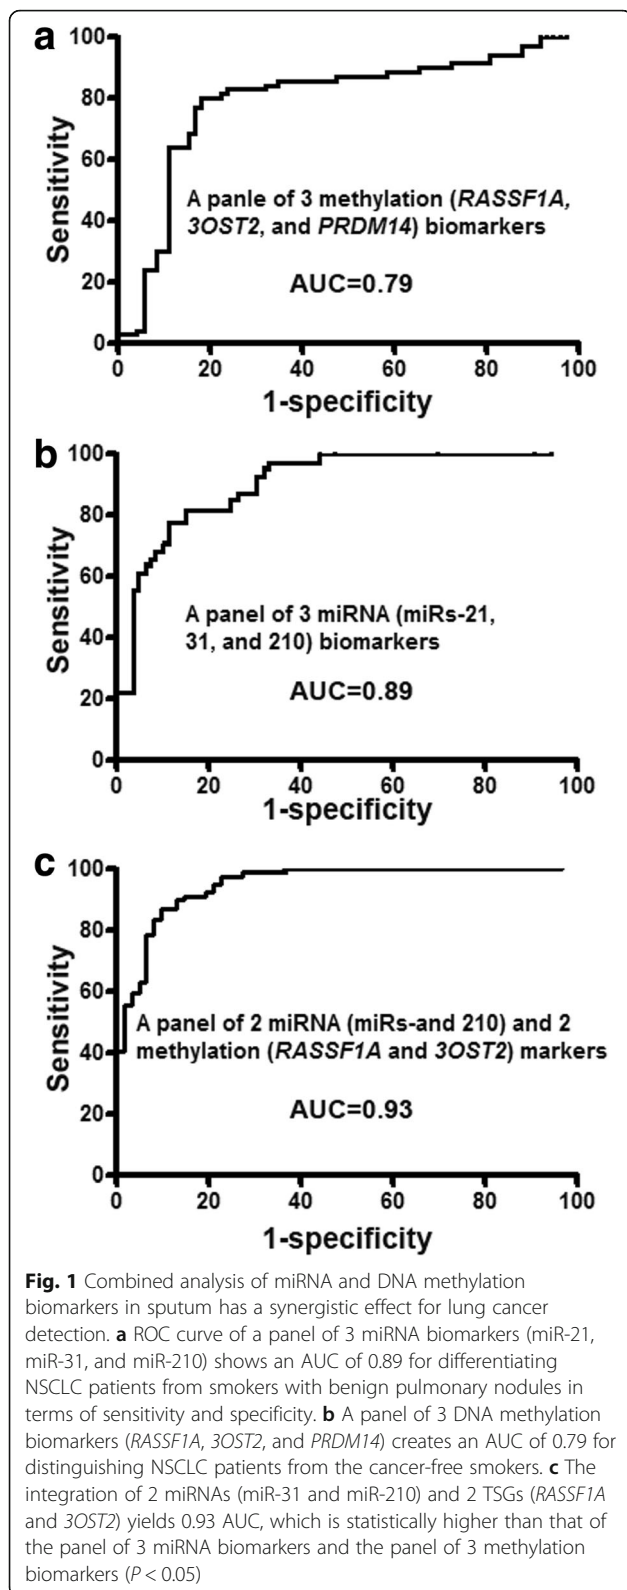 a
100
80
60
40
20
0
Sensitivity
A panle of 3 methylation (RASSF1A,
3OST2, and PRDM14) biomarkers
AUC=0.79
0 20 40 60 80 100
1-specificity
b
100
80
60
40
20
0
Sensitivity
A panel of 3 miRNA (miRs-21,
31, and 210) biomarkers
AUC=0.89
0 20 40 60 80 100
1-specificity
c
100
80
60
40
20
0
Sensitivity
A panel of 2 miRNA (miRs-and 210) and 2
methylation (RASSF1A and 3OST2) markers
AUC=0.93
0 20 40 60 80 100
1-specificity
Fig. 1 Combined analysis of miRNA and DNA methylation
biomarkers in sputum has a synergistic effect for lung cancer
detection. a ROC curve of a panel of 3 miRNA biomarkers (miR-21,
miR-31, and miR-210) shows an AUC of 0.89 for differentiating
NSCLC patients from smokers with benign pulmonary nodules in
terms of sensitivity and specificity. b A panel of 3 DNA methylation
biomarkers (RASSF1A, 3OST2, and PRDM14) creates an AUC of 0.79 for
distinguishing NSCLC patients from the cancer-free smokers. c The
integration of 2 miRNAs (miR-31 and miR-210) and 2 TSGs (RASSF1A
and 3OST2) yields 0.93 AUC, which is statistically higher than that of
the panel of 3 miRNA biomarkers and the panel of 3 methylation
biomarkers (P < 0.05)